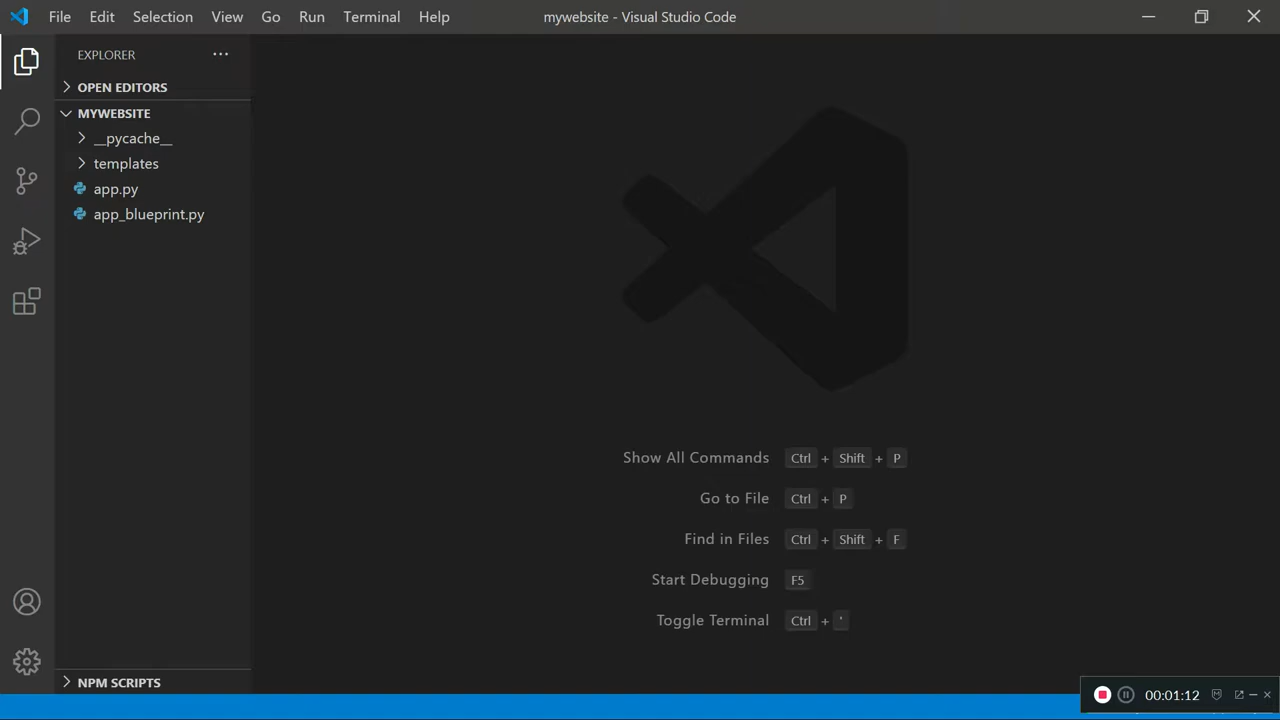 File Edit Selection View Go Run Terminal Help
mywebsite - Visual Studio Code
EXPLORER
OPEN EDITORS
MYWEBSITE
__pycache__
templates
app.py
app_blueprint.py
Show All Commands Ctrl + Shift + P
Go to File Ctrl + P
Find in Files Ctrl + Shift + F
Start Debugging F5
Toggle Terminal Ctrl + '
NPM SCRIPTS
00:01:12